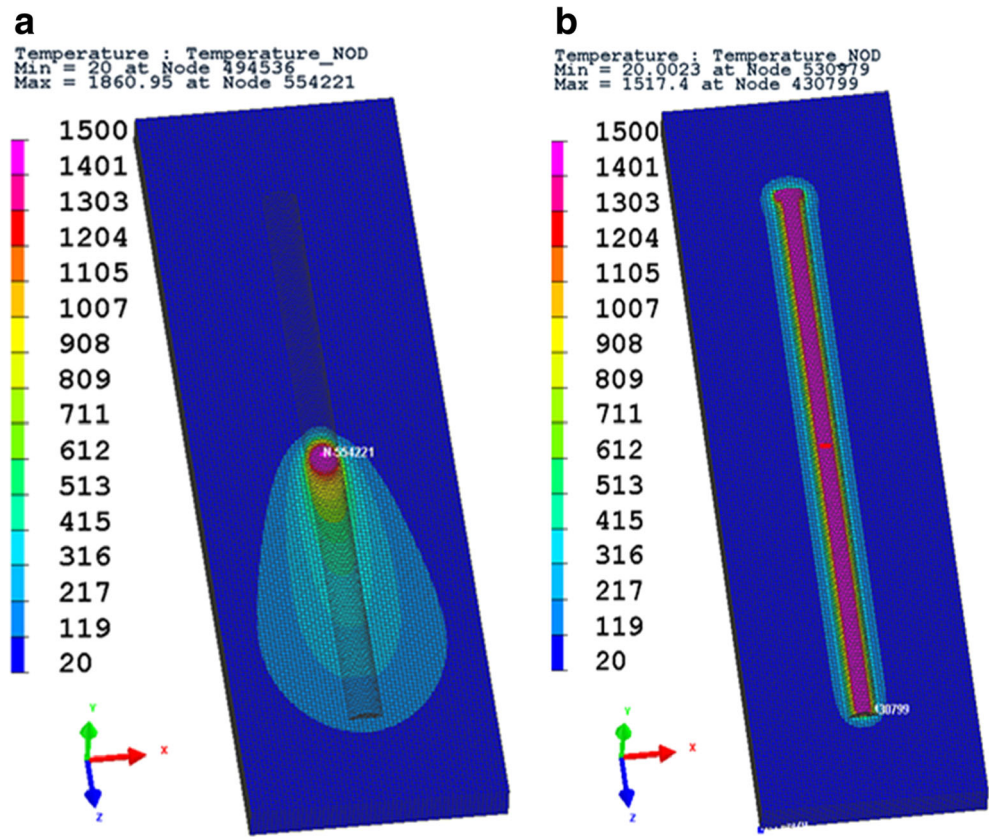 a
Temperature : Temperature_NOD
Min = 20 at Node 494536
Max = 1860.95 at Node 554221
1500
1401
1303
1204
1105
1007
908
809
711
612
513
415
316
217
119
20
N 554221
Y
X
Z
b
Temperature : Temperature_NOD
Min = 20.0023 at Node 530979
Max = 1517.4 at Node 430799
1500
1401
1303
1204
1105
1007
908
809
711
612
513
415
316
217
119
20
430799
Y
X
Z